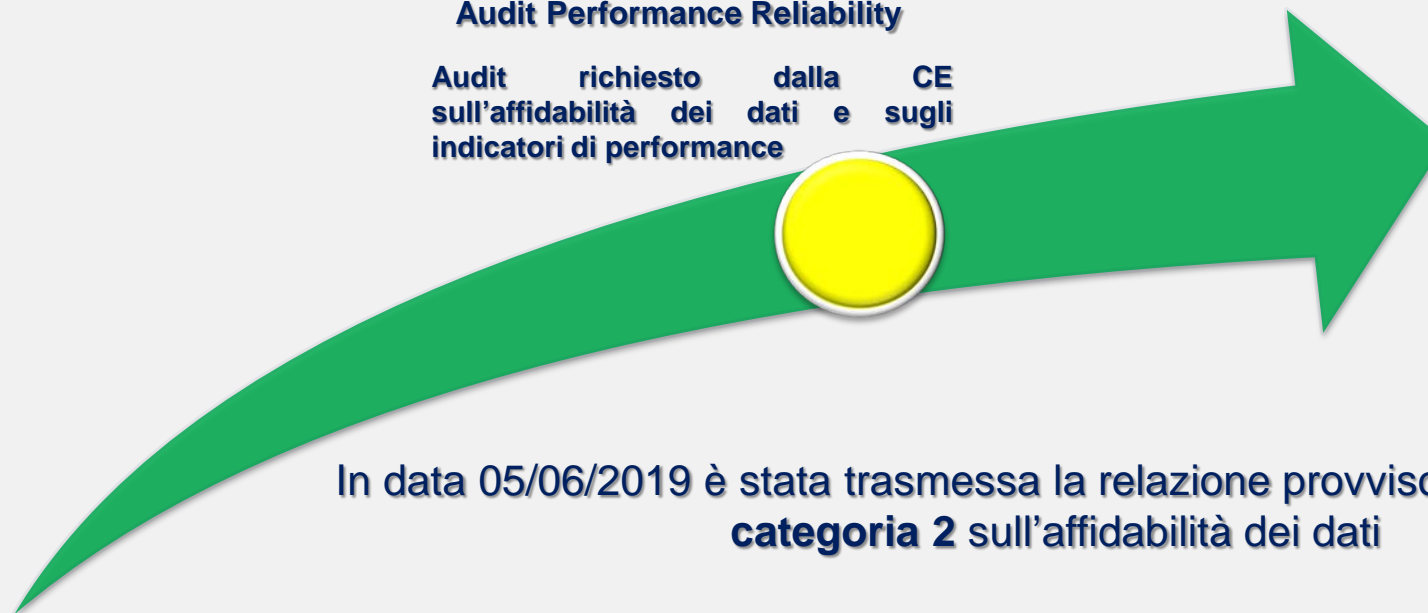 Audit Performance Reliability
Audit richiesto dalla CE
sull’affidabilità dei dati e sugli
indicatori di performance
In data 05/06/2019 è stata trasmessa la relazione
categoria 2 sull’affidabilità dei dati